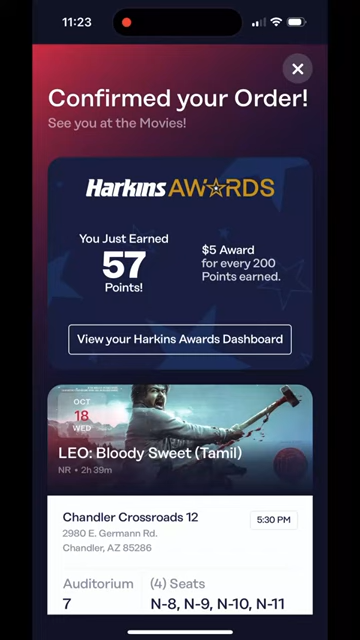 11:23
Confirmed your Order!
See you at the Movies!
Harkins AWARDS
You Just Earned
57
Points!
$5 Award
for every 200
Points earned.
View your Harkins Awards Dashboard
OCT
18
WED
LEO: Bloody Sweet (Tamil)
NR • 2h 39m
Chandler Crossroads 12
5:30 PM
2980 E. Germann Rd.
Chandler, AZ 85286
Auditorium
7
(4) Seats
N-8, N-9, N-10, N-11